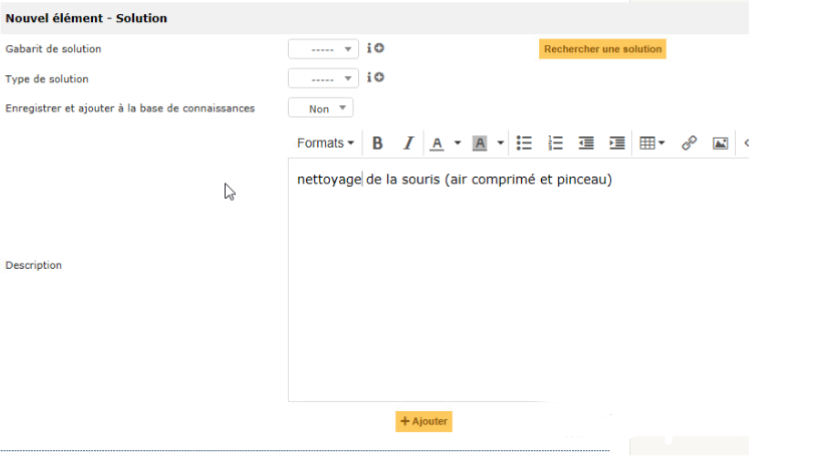 Nouvel élément - Solution
Gabarit de solution ----- Rechercher une solution
Type de solution -----
Enregistrer et ajouter à la base de connaissances Non
Formats B I A A
nettoyage de la souris (air comprimé et pinceau)
Description
+ Ajouter